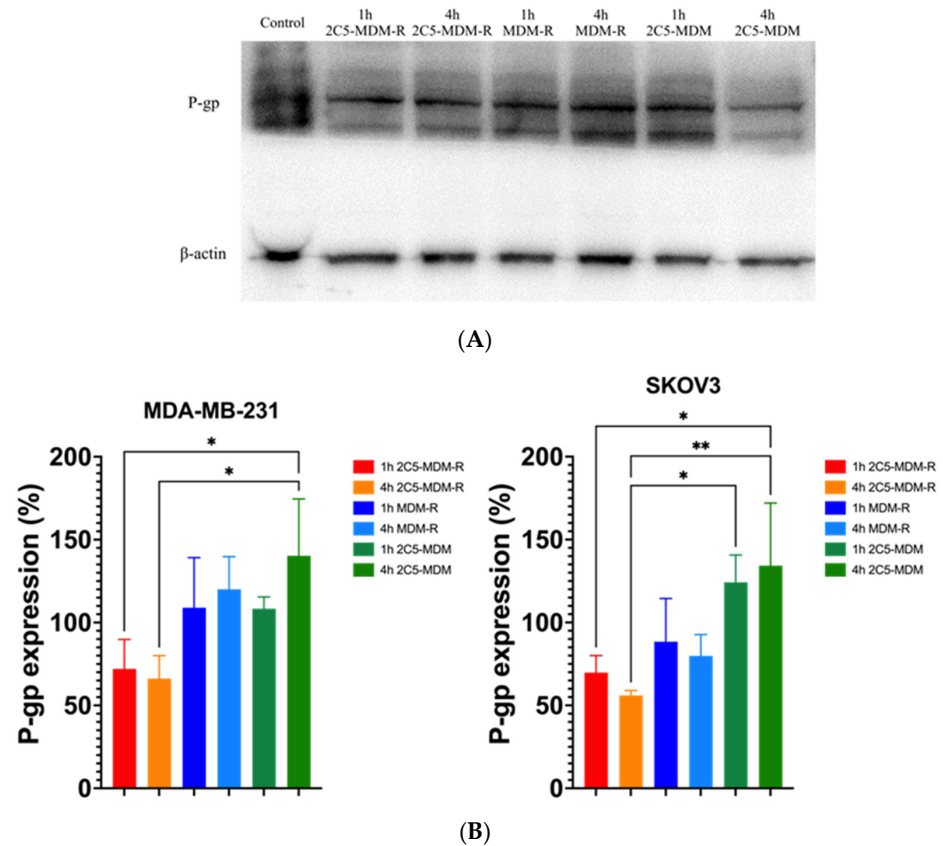 Control
1h
2C5-MDM-R
4h
2C5-MDM-R
1h
MDM-R
4h
MDM-R
1h
2C5-MDM
4h
2C5-MDM
P-gp
β-actin
(A)
MDA-MB-231
P-gp expression (%)
200
150
100
50
0
*
*
1h 2C5-MDM-R
4h 2C5-MDM-R
1h MDM-R
4h MDM-R
1h 2C5-MDM
4h 2C5-MDM
SKOV3
P-gp expression (%)
200
150
100
50
0
*
**
*
1h 2C5-MDM-R
4h 2C5-MDM-R
1h MDM-R
4h MDM-R
1h 2C5-MDM
4h 2C5-MDM
(B)